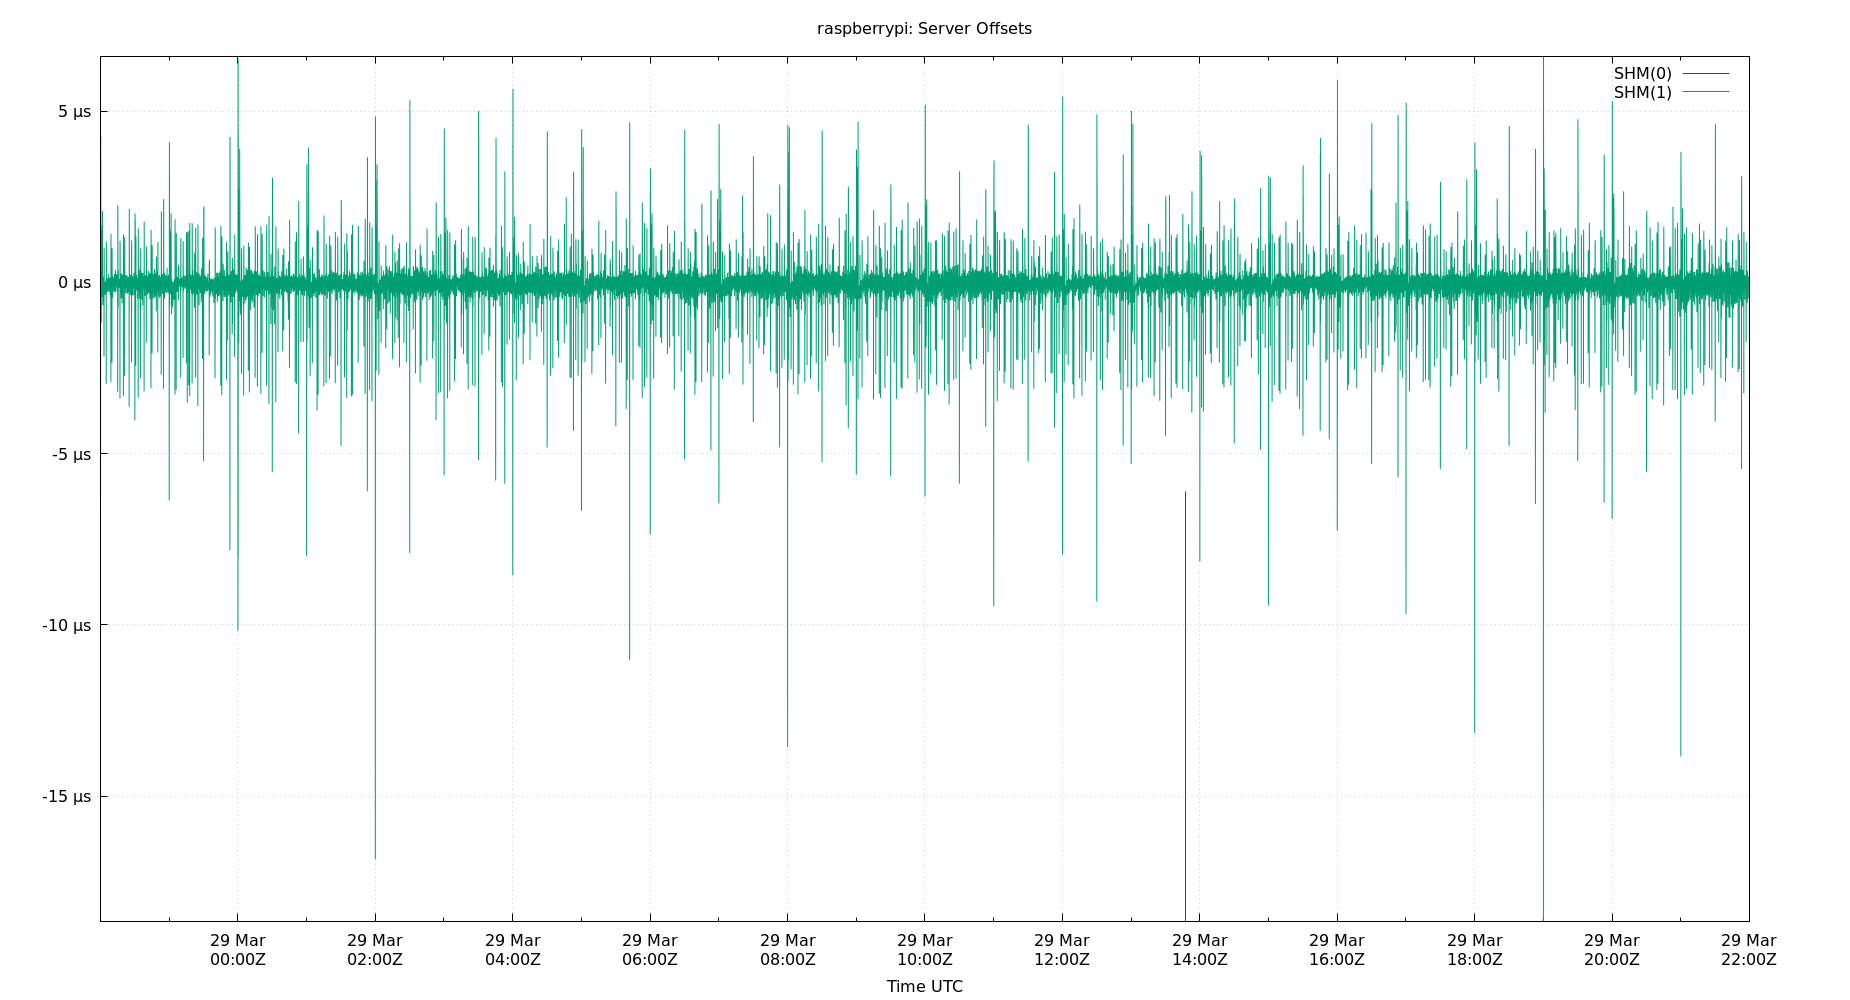 raspberrypi: Server Offsets
SHM(0)
SHM(1)
5 µs
0 µs
-5 µs
-10 µs
-15 µs
29 Mar 29 Mar 29 Mar 29 Mar 29 Mar 29 Mar 29 Mar 29 Mar 29 Mar 29 Mar 29 Mar 29 Mar
00:00Z 02:00Z 04:00Z 06:00Z 08:00Z 10:00Z 12:00Z 14:00Z 16:00Z 18:00Z 20:00Z 22:00Z
Time UTC